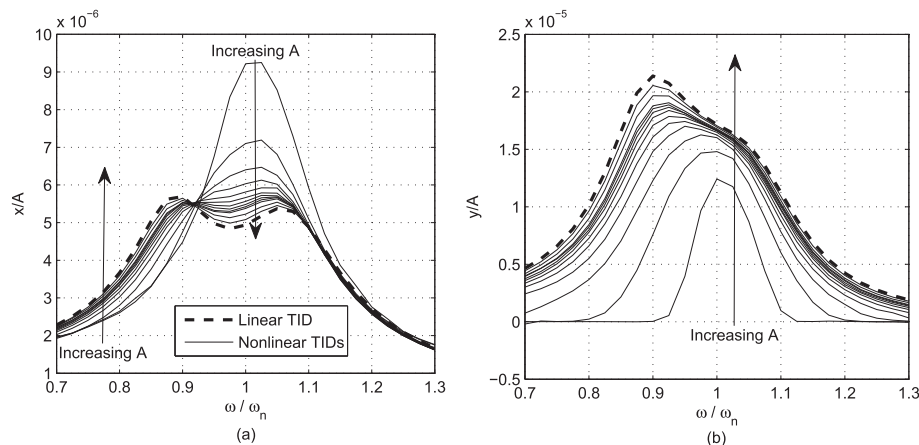 x 10⁻⁶
10
9
8
7
6
5
4
3
2
1
x/A
Increasing A
Increasing A
Linear TID
Nonlinear TIDs
0.7 0.8 0.9 1 1.1 1.2 1.3
ω / ωₙ
(a)
x 10⁻⁵
2.5
2
1.5
1
0.5
0
−0.5
y/A
Increasing A
0.7 0.8 0.9 1 1.1 1.2 1.3
ω / ωₙ
(b)